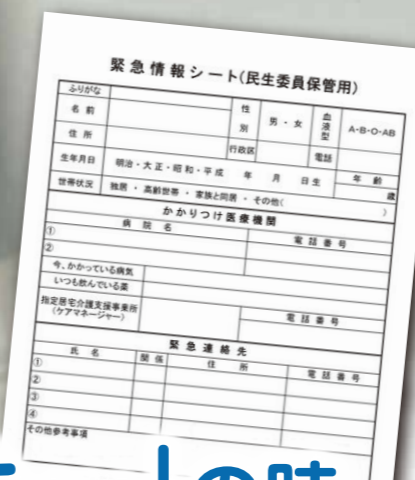 緊急情報シート(民生委員保管用)
ふりがな
名前 性別 男・女 血液型 A・B・O・AB
住所 行政区 電話
生年月日 明治・大正・昭和・平成 年 月 日生 年齢 歳
世帯状況 独居・高齢世帯・家族と同居・その他( )
かかりつけ医療機関
病院名 電話番号
①
②
今、かかっている病気
いつも飲んでいる薬
指定居宅介護支援事業所
(ケアマネージャー) 電話番号
緊急連絡先
氏名 関係 住所 電話番号
①
②
③
④
その他参考事項
の時